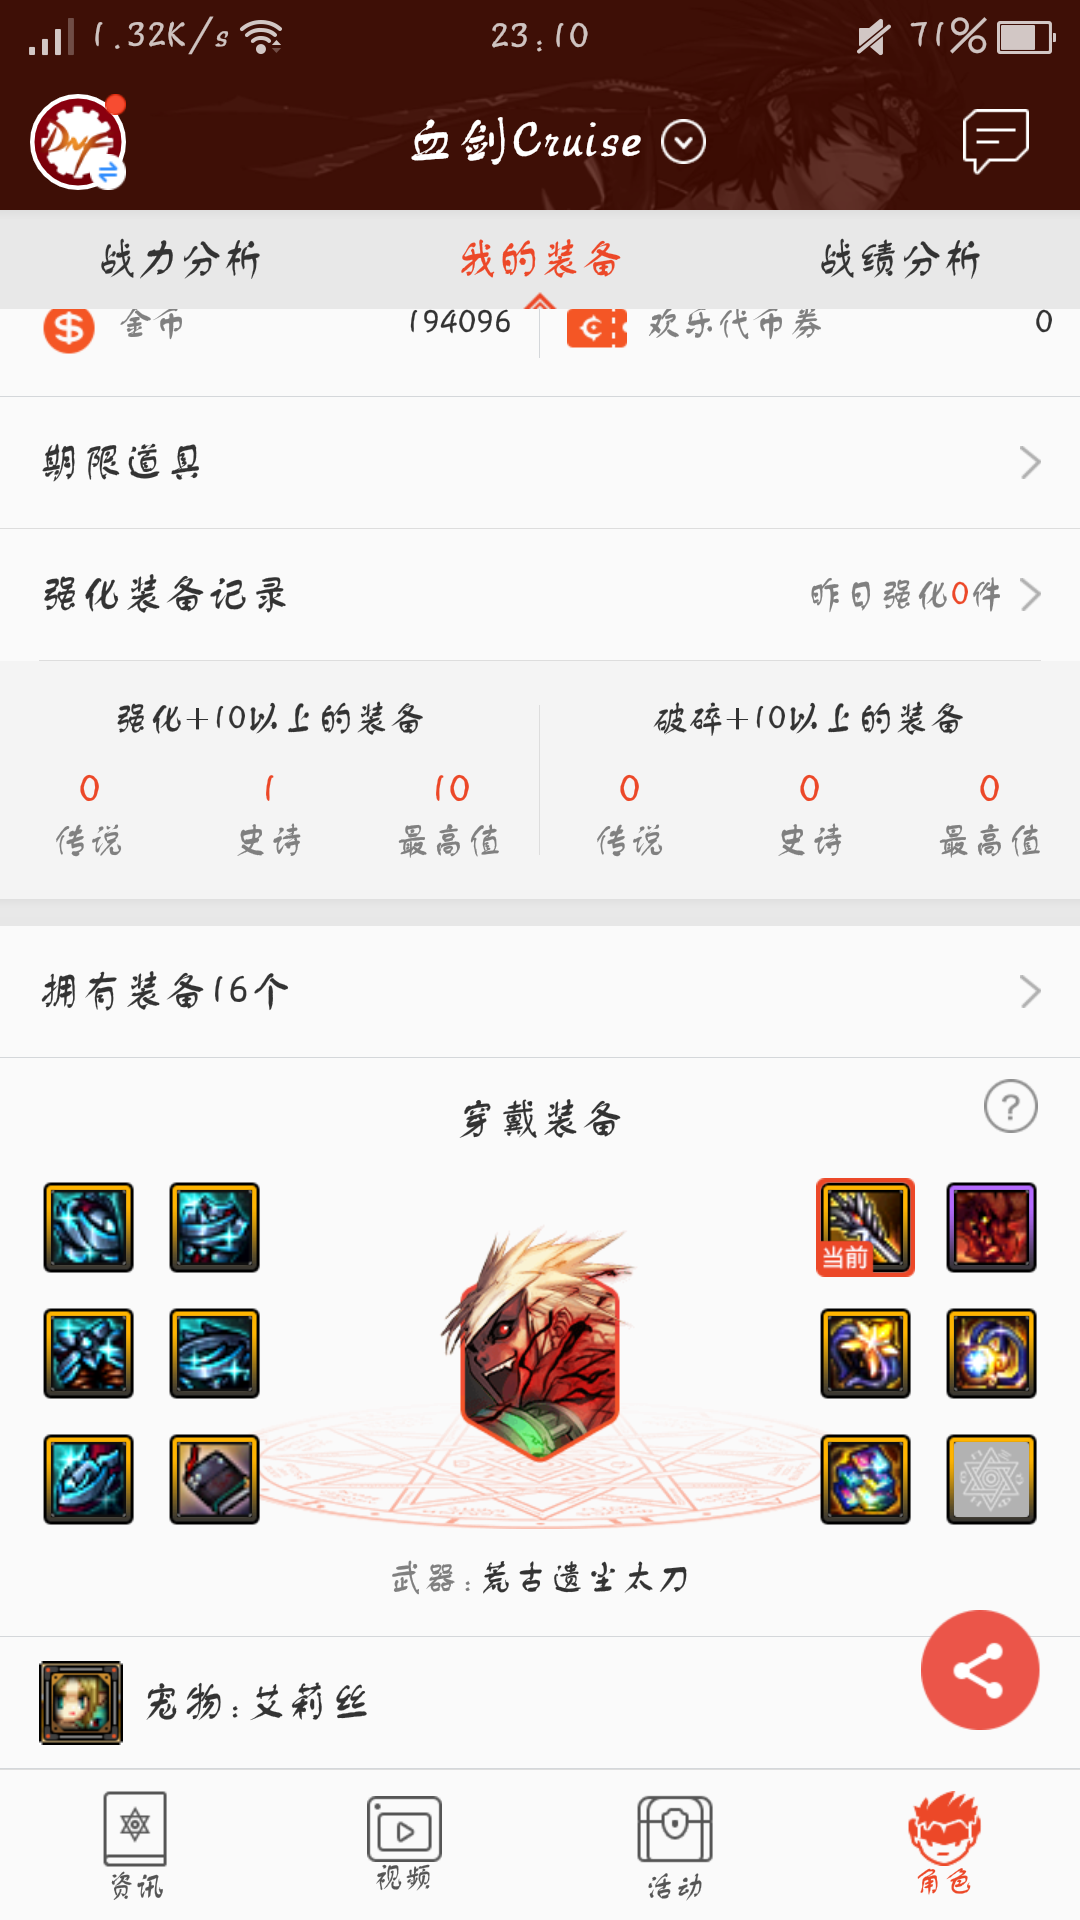 1.32K/s 23:10 71%
DNF 血剑Cruise
战力分析 我的装备 战绩分析
金币 194096 欢乐代币券 0
期限道具
强化装备记录 昨日强化0件
强化+10以上的装备 破碎+10以上的装备
0 1 10 0 0 0
传说 史诗 最高值 传说 史诗 最高值
拥有装备16个
穿戴装备 ?
当前
武器:荒古遗尘太刀
宠物:艾莉丝
资讯 视频 活动 角色